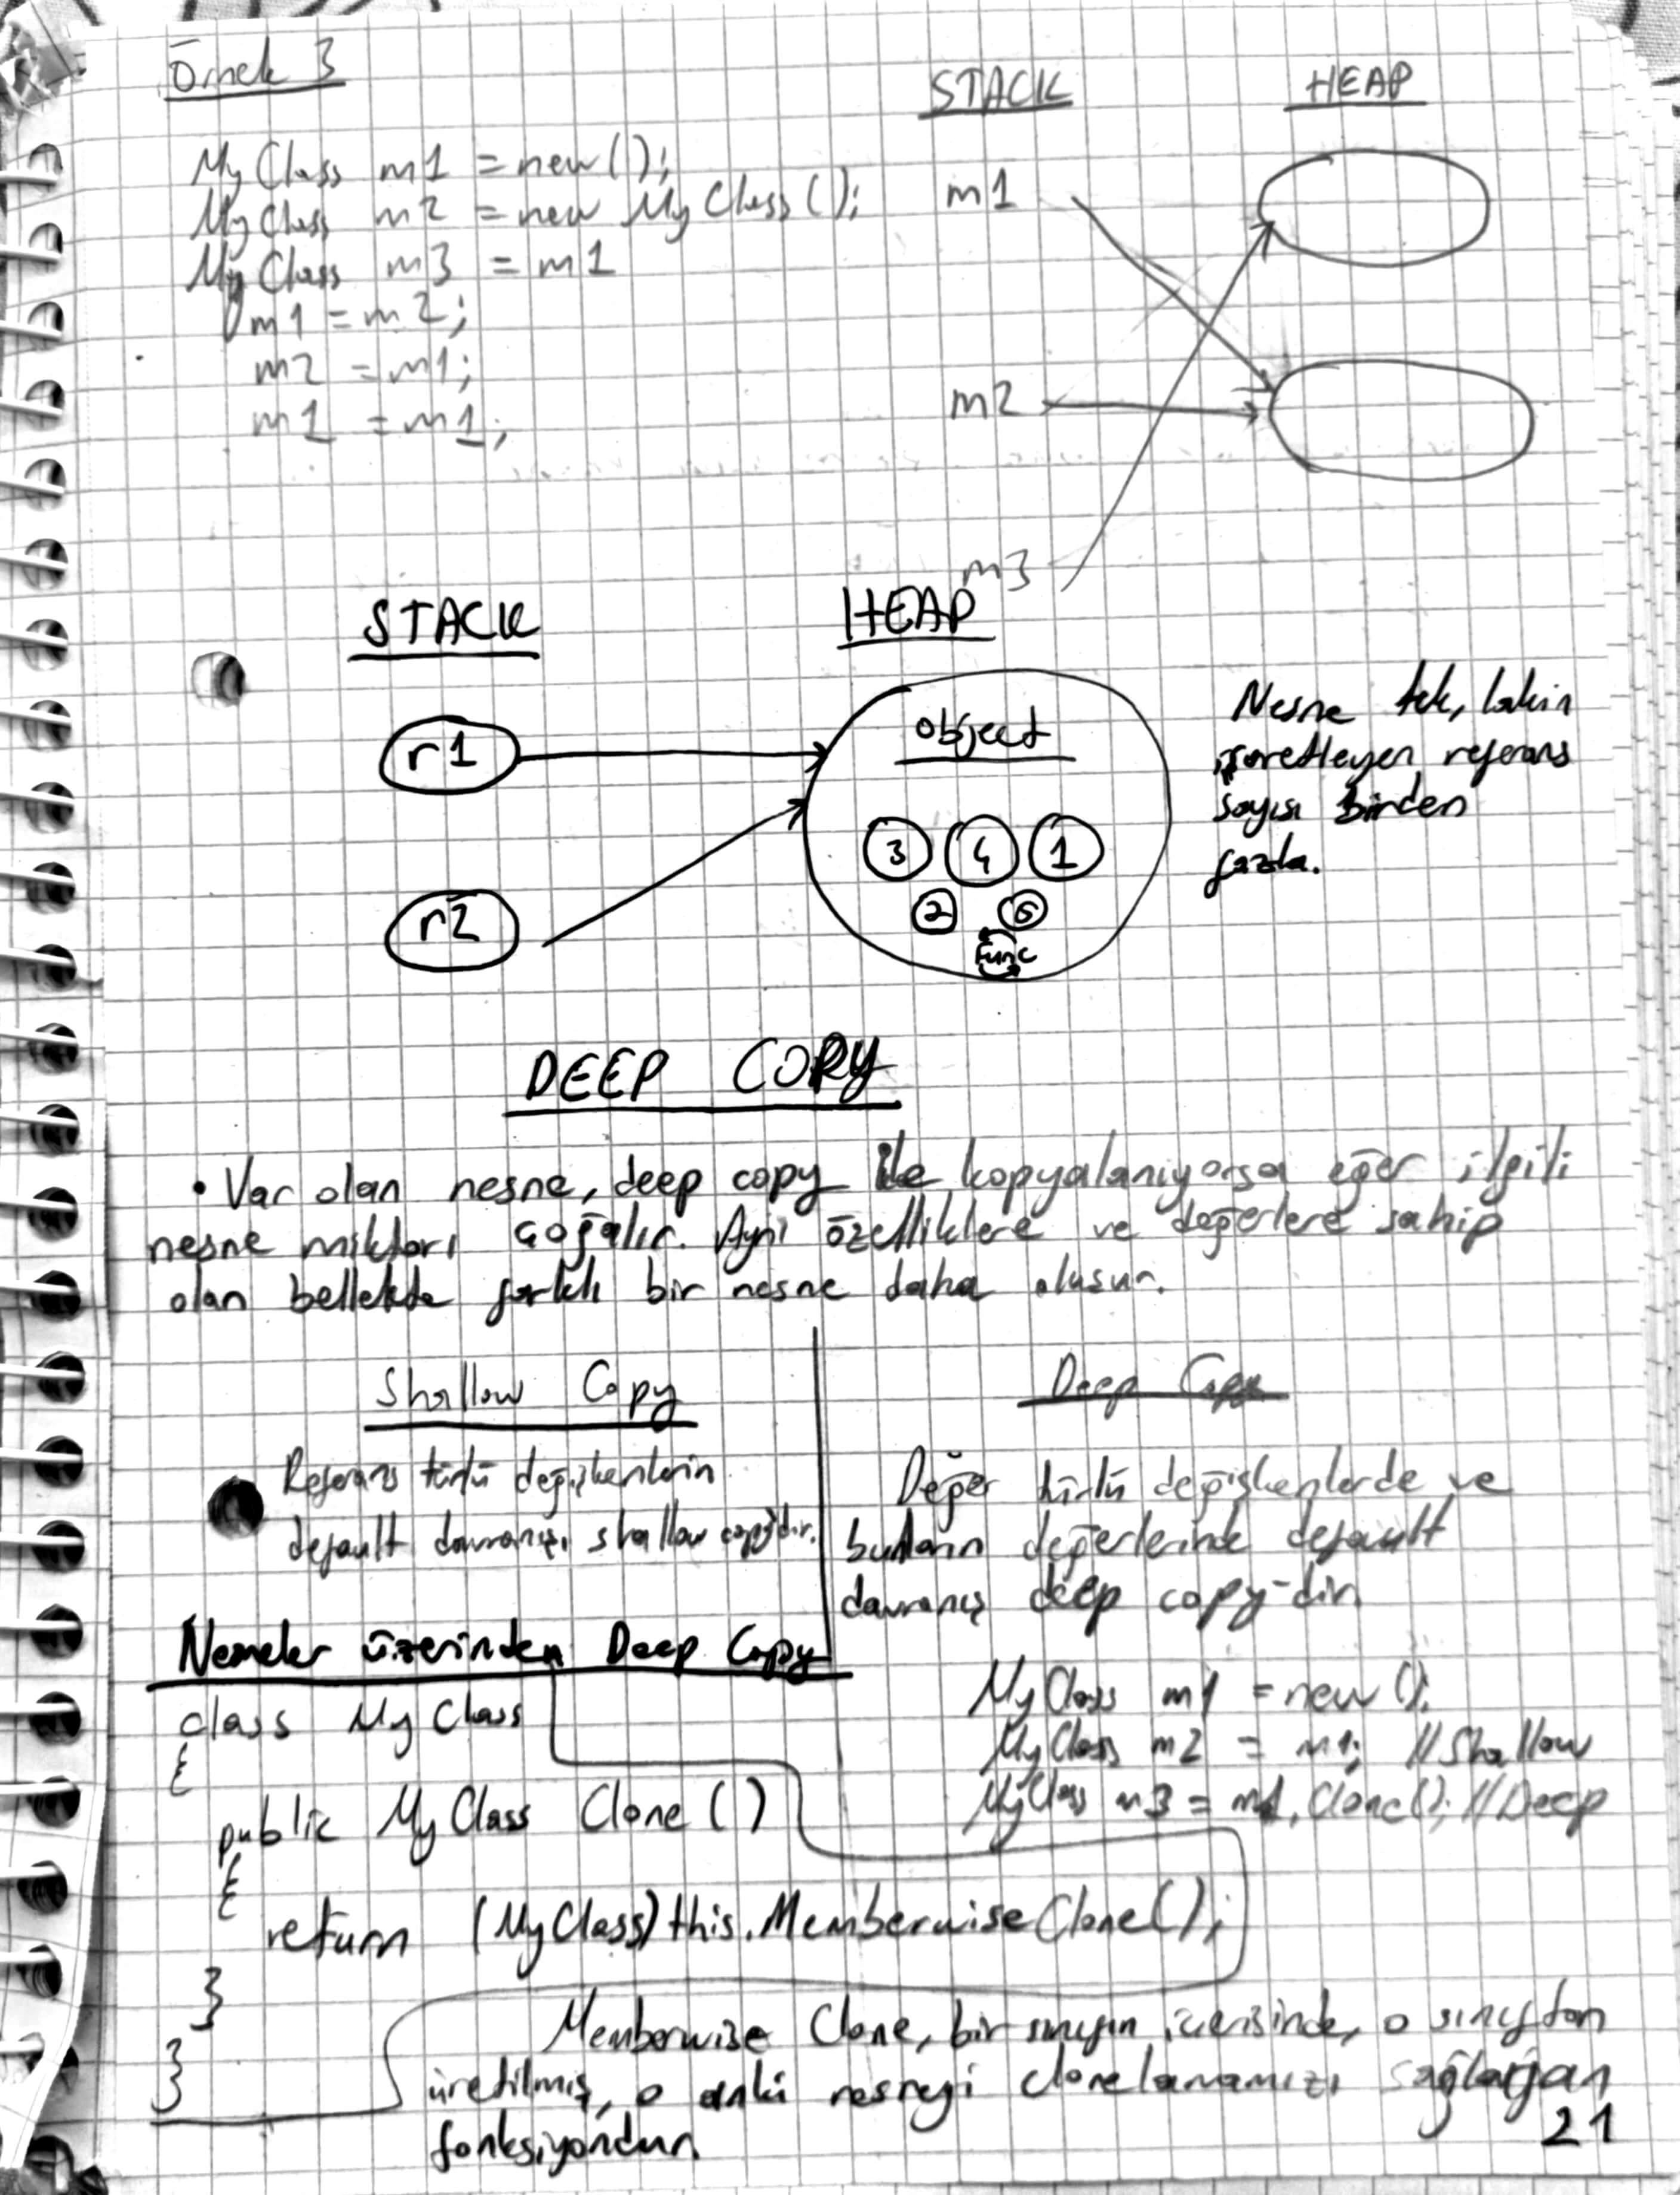 Örnek 3
STACK
HEAP
MyClass m1 = new();
MyClass m2 = new MyClass();
MyClass m3 = m1
m1 = m2;
m2 = m1;
m1 = m1;
m1
m2
m3
STACK
HEAP
r1
r2
object
3 4 1
2 5
Func
Nesne tek, lakin
işaretleyen referans
sayısı birden
fazla.
DEEP COPY
• Var olan nesne, deep copy ile kopyalanıyorsa eğer ilgili
nesne miktarı çoğalır. Aynı özelliklere ve değerlere sahip
olan bellekte farklı bir nesne daha oluşur.
Shallow Copy
Referans türlü değişkenlerin
default davranışı shallow copy'dir.
Deep Copy
Değer türlü değişkenlerde ve
bunların değerlerinde default
davranış deep copy-dir.
Nesneler üzerinden Deep Copy
class MyClass
{
public MyClass Clone()
{
return (MyClass)this.MemberwiseClone();
}
}
MyClass m1 = new();
MyClass m2 = m1; //Shallow
MyClass m3 = m1.Clone(); //Deep
Memberwise Clone, bir sınıfın içerisinde, o sınıftan
üretilmiş, o anki nesneyi clonelamamızı sağlayan
fonksiyondur.
21